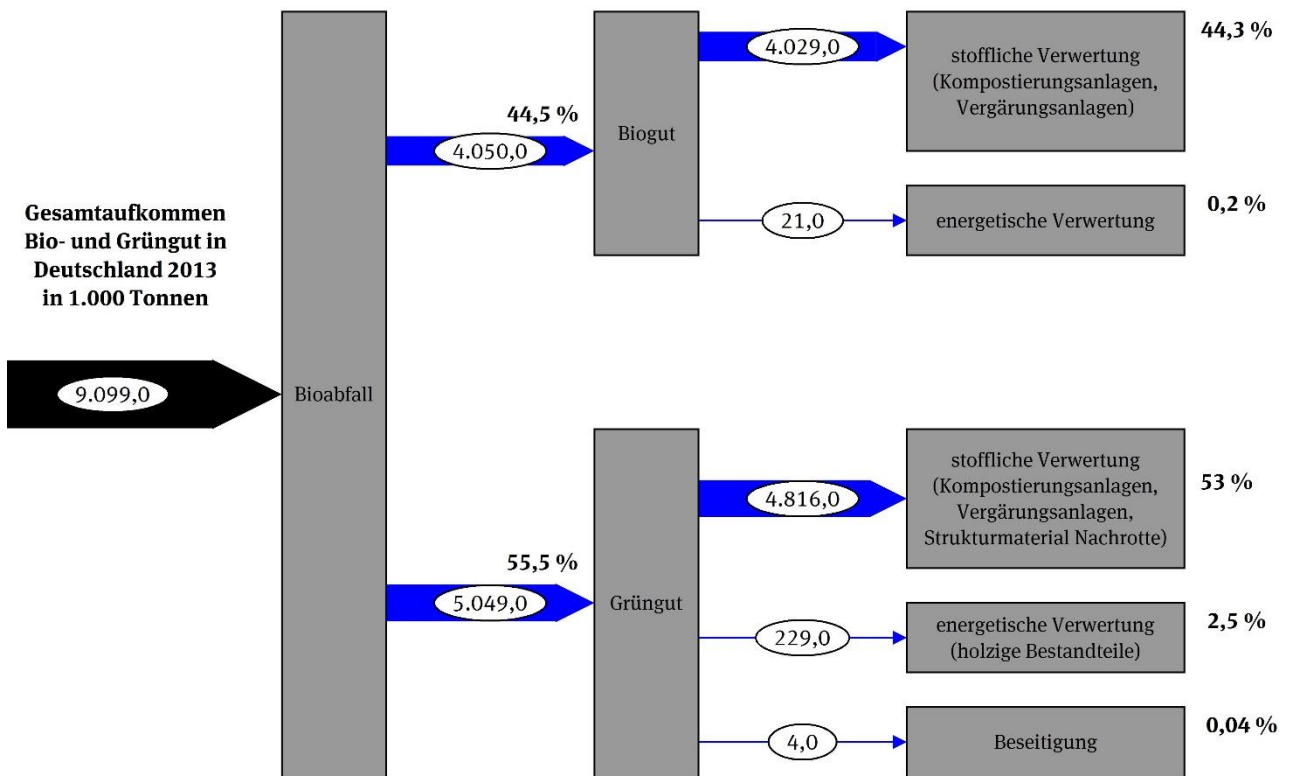 Gesamtaufkommen
Bio- und Grüngut in
Deutschland 2013
in 1.000 Tonnen
9.099,0
Bioabfall
44,5 %
4.050,0
Biogut
4.029,0
stoffliche Verwertung
(Kompostierungsanlagen,
Vergärungsanlagen)
44,3 %
21,0
energetische Verwertung
0,2 %
55,5 %
5.049,0
Grüngut
4.816,0
stoffliche Verwertung
(Kompostierungsanlagen,
Vergärungsanlagen,
Strukturmaterial Nachrotte)
53 %
229,0
energetische Verwertung
(holzige Bestandteile)
2,5 %
4,0
Beseitigung
0,04 %